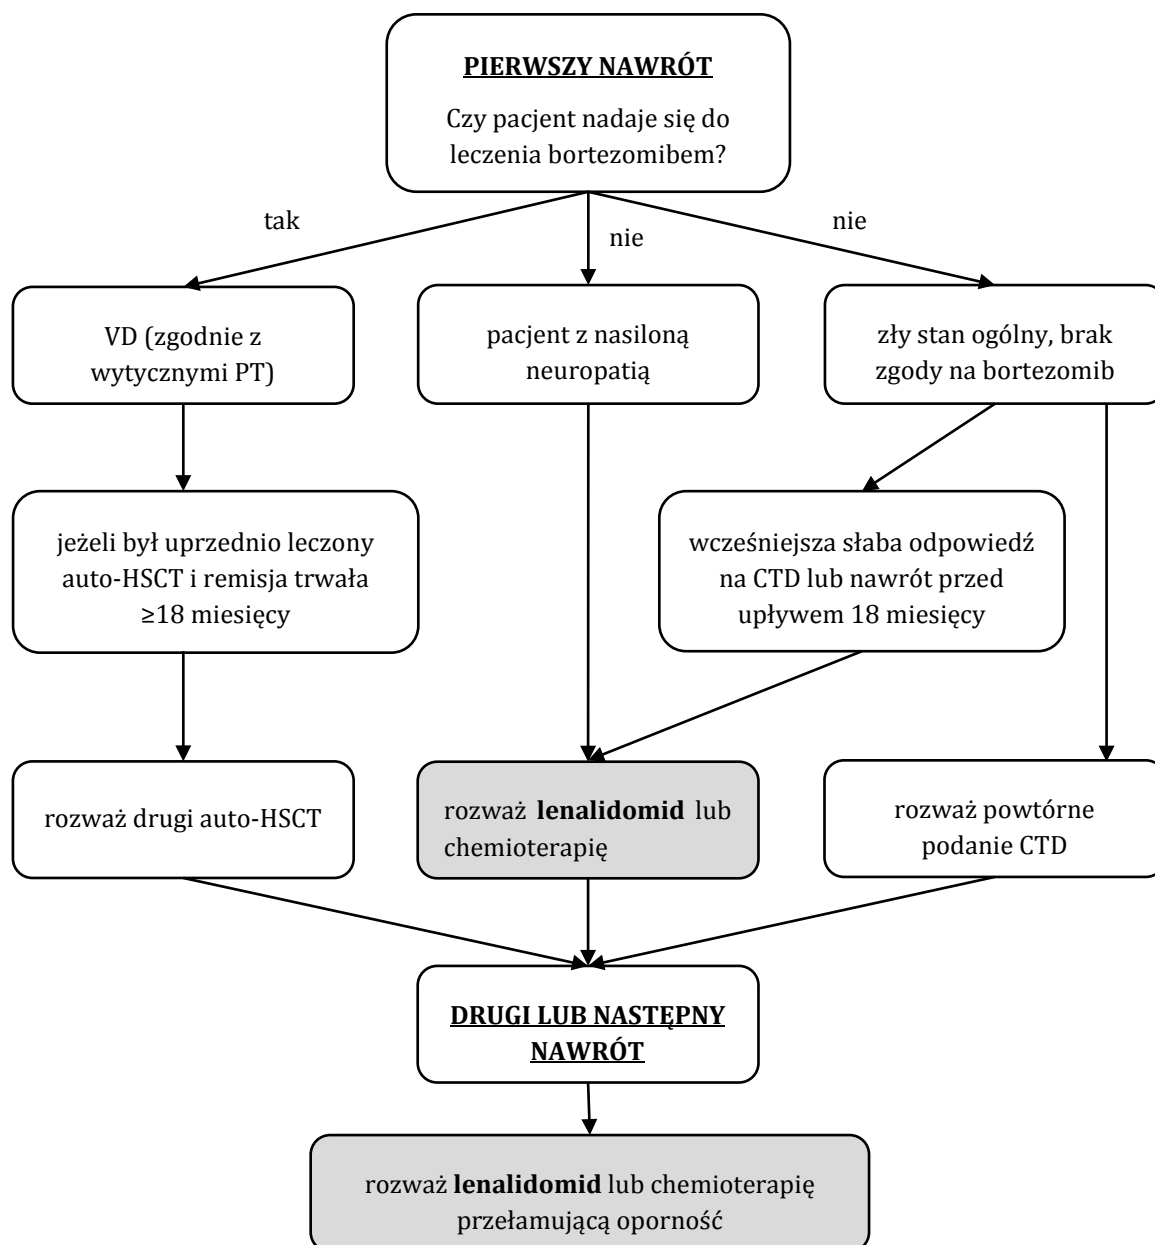 PIERWSZY NAWRÓT
Czy pacjent nadaje się do
leczenia bortezomibem?
tak
nie
nie
VD (zgodnie z
wytycznymi PT)
pacjent z nasiloną
neuropatią
zły stan ogólny, brak
zgody na bortezomib
jeżeli był uprzednio leczony
auto-HSCT i remisja trwała
≥18 miesięcy
wcześniejsza słaba odpowiedź
na CTD lub nawrót przed
upływem 18 miesięcy
rozważ drugi auto-HSCT
rozważ lenalidomid lub
chemioterapię
rozważ powtórne
podanie CTD
DRUGI LUB NASTĘPNY
NAWRÓT
rozważ lenalidomid lub chemioterapię
przełamującą oporność